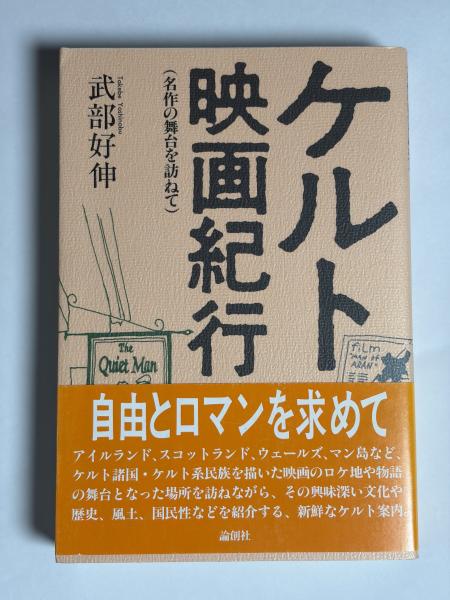 ケルト
映画紀行
(名作の舞台を訪ねて)
Takebe Yoshinobu
武部好伸
The
Quiet Man
film
"MAN OF
ARAN"
自由とロマンを求めて
アイルランド、スコットランド、ウェールズ、マン島など、
ケルト諸国・ケルト系民族を描いた映画のロケ地や物語
の舞台となった場所を訪ねながら、その興味深い文化や
歴史、風土、国民性などを紹介する、新鮮なケルト案内。
論創社